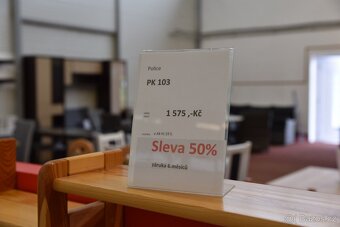 Police
PK 103
1 575 ,-Kč
Sleva 50%
záruka 6 měsíců